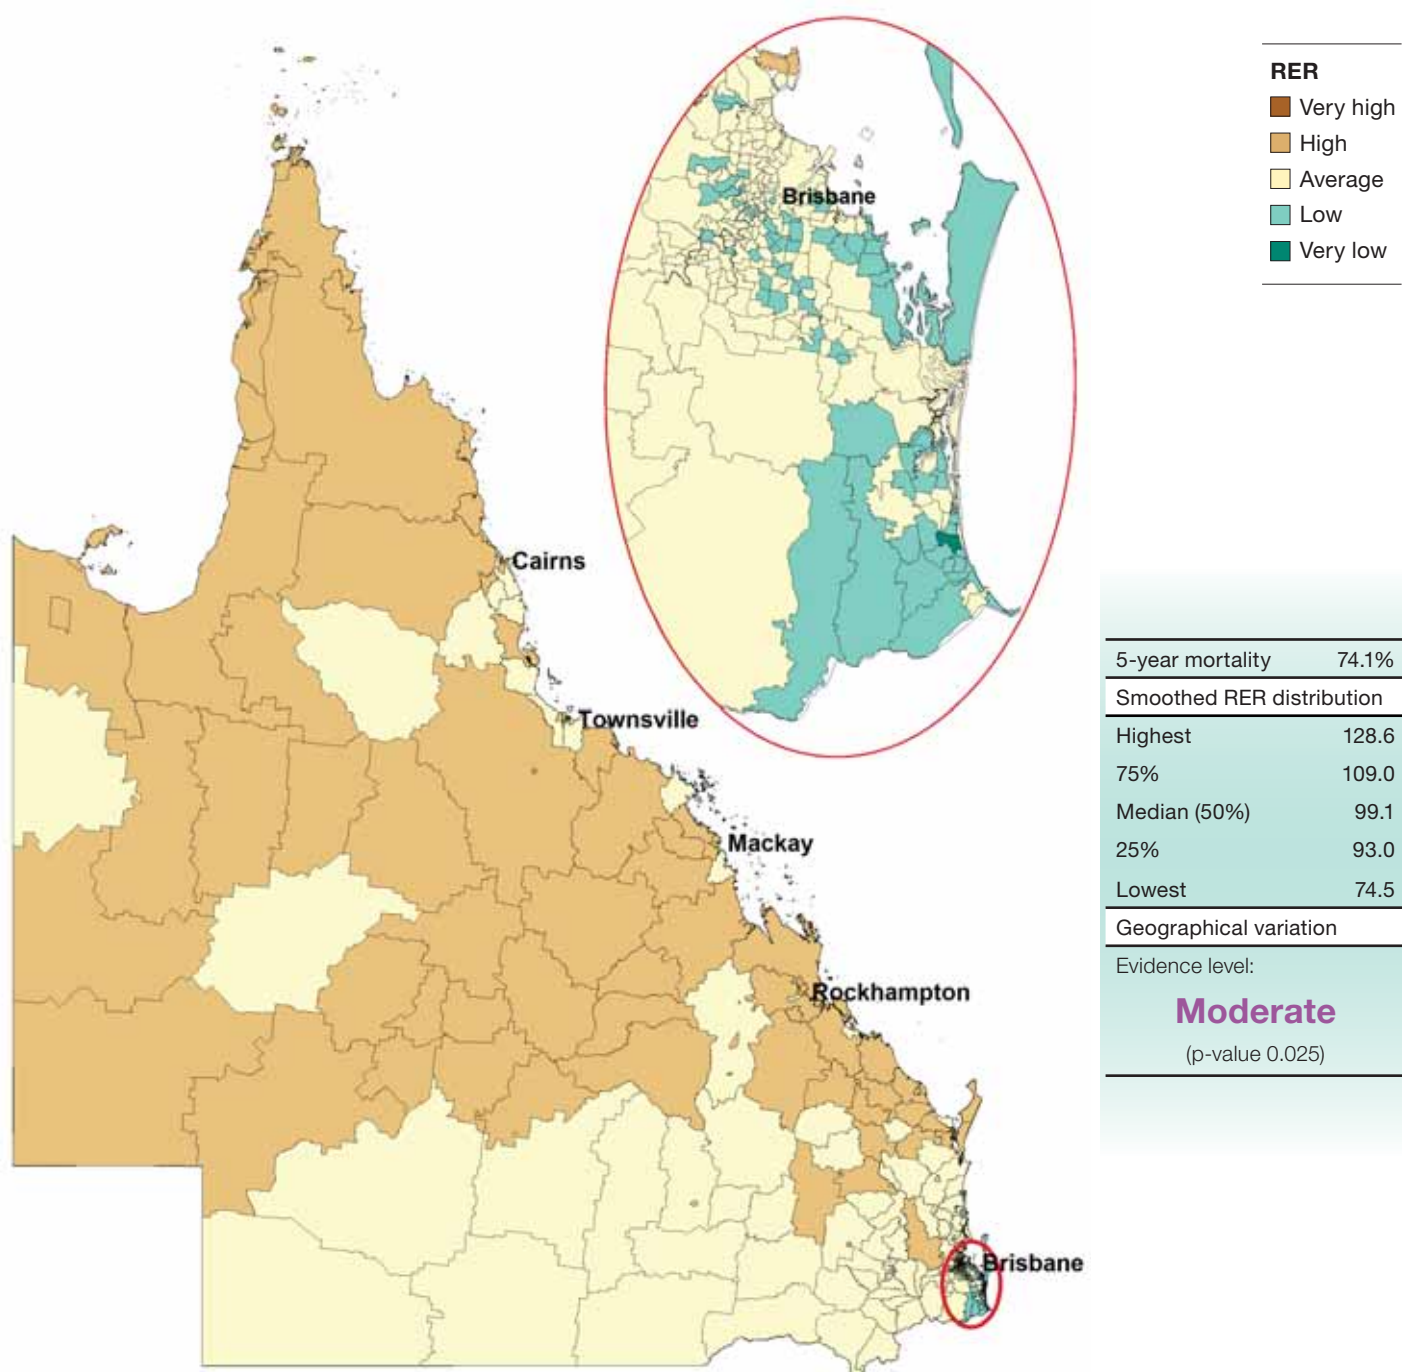 RER
Very high
High
Average
Low
Very low
Brisbane
Cairns
Townsville
Mackay
Rockhampton
Brisbane
5-year mortality 74.1%
Smoothed RER distribution
Highest 128.6
75% 109.0
Median (50%) 99.1
25% 93.0
Lowest 74.5
Geographical variation
Evidence level:
Moderate
(p-value 0.025)